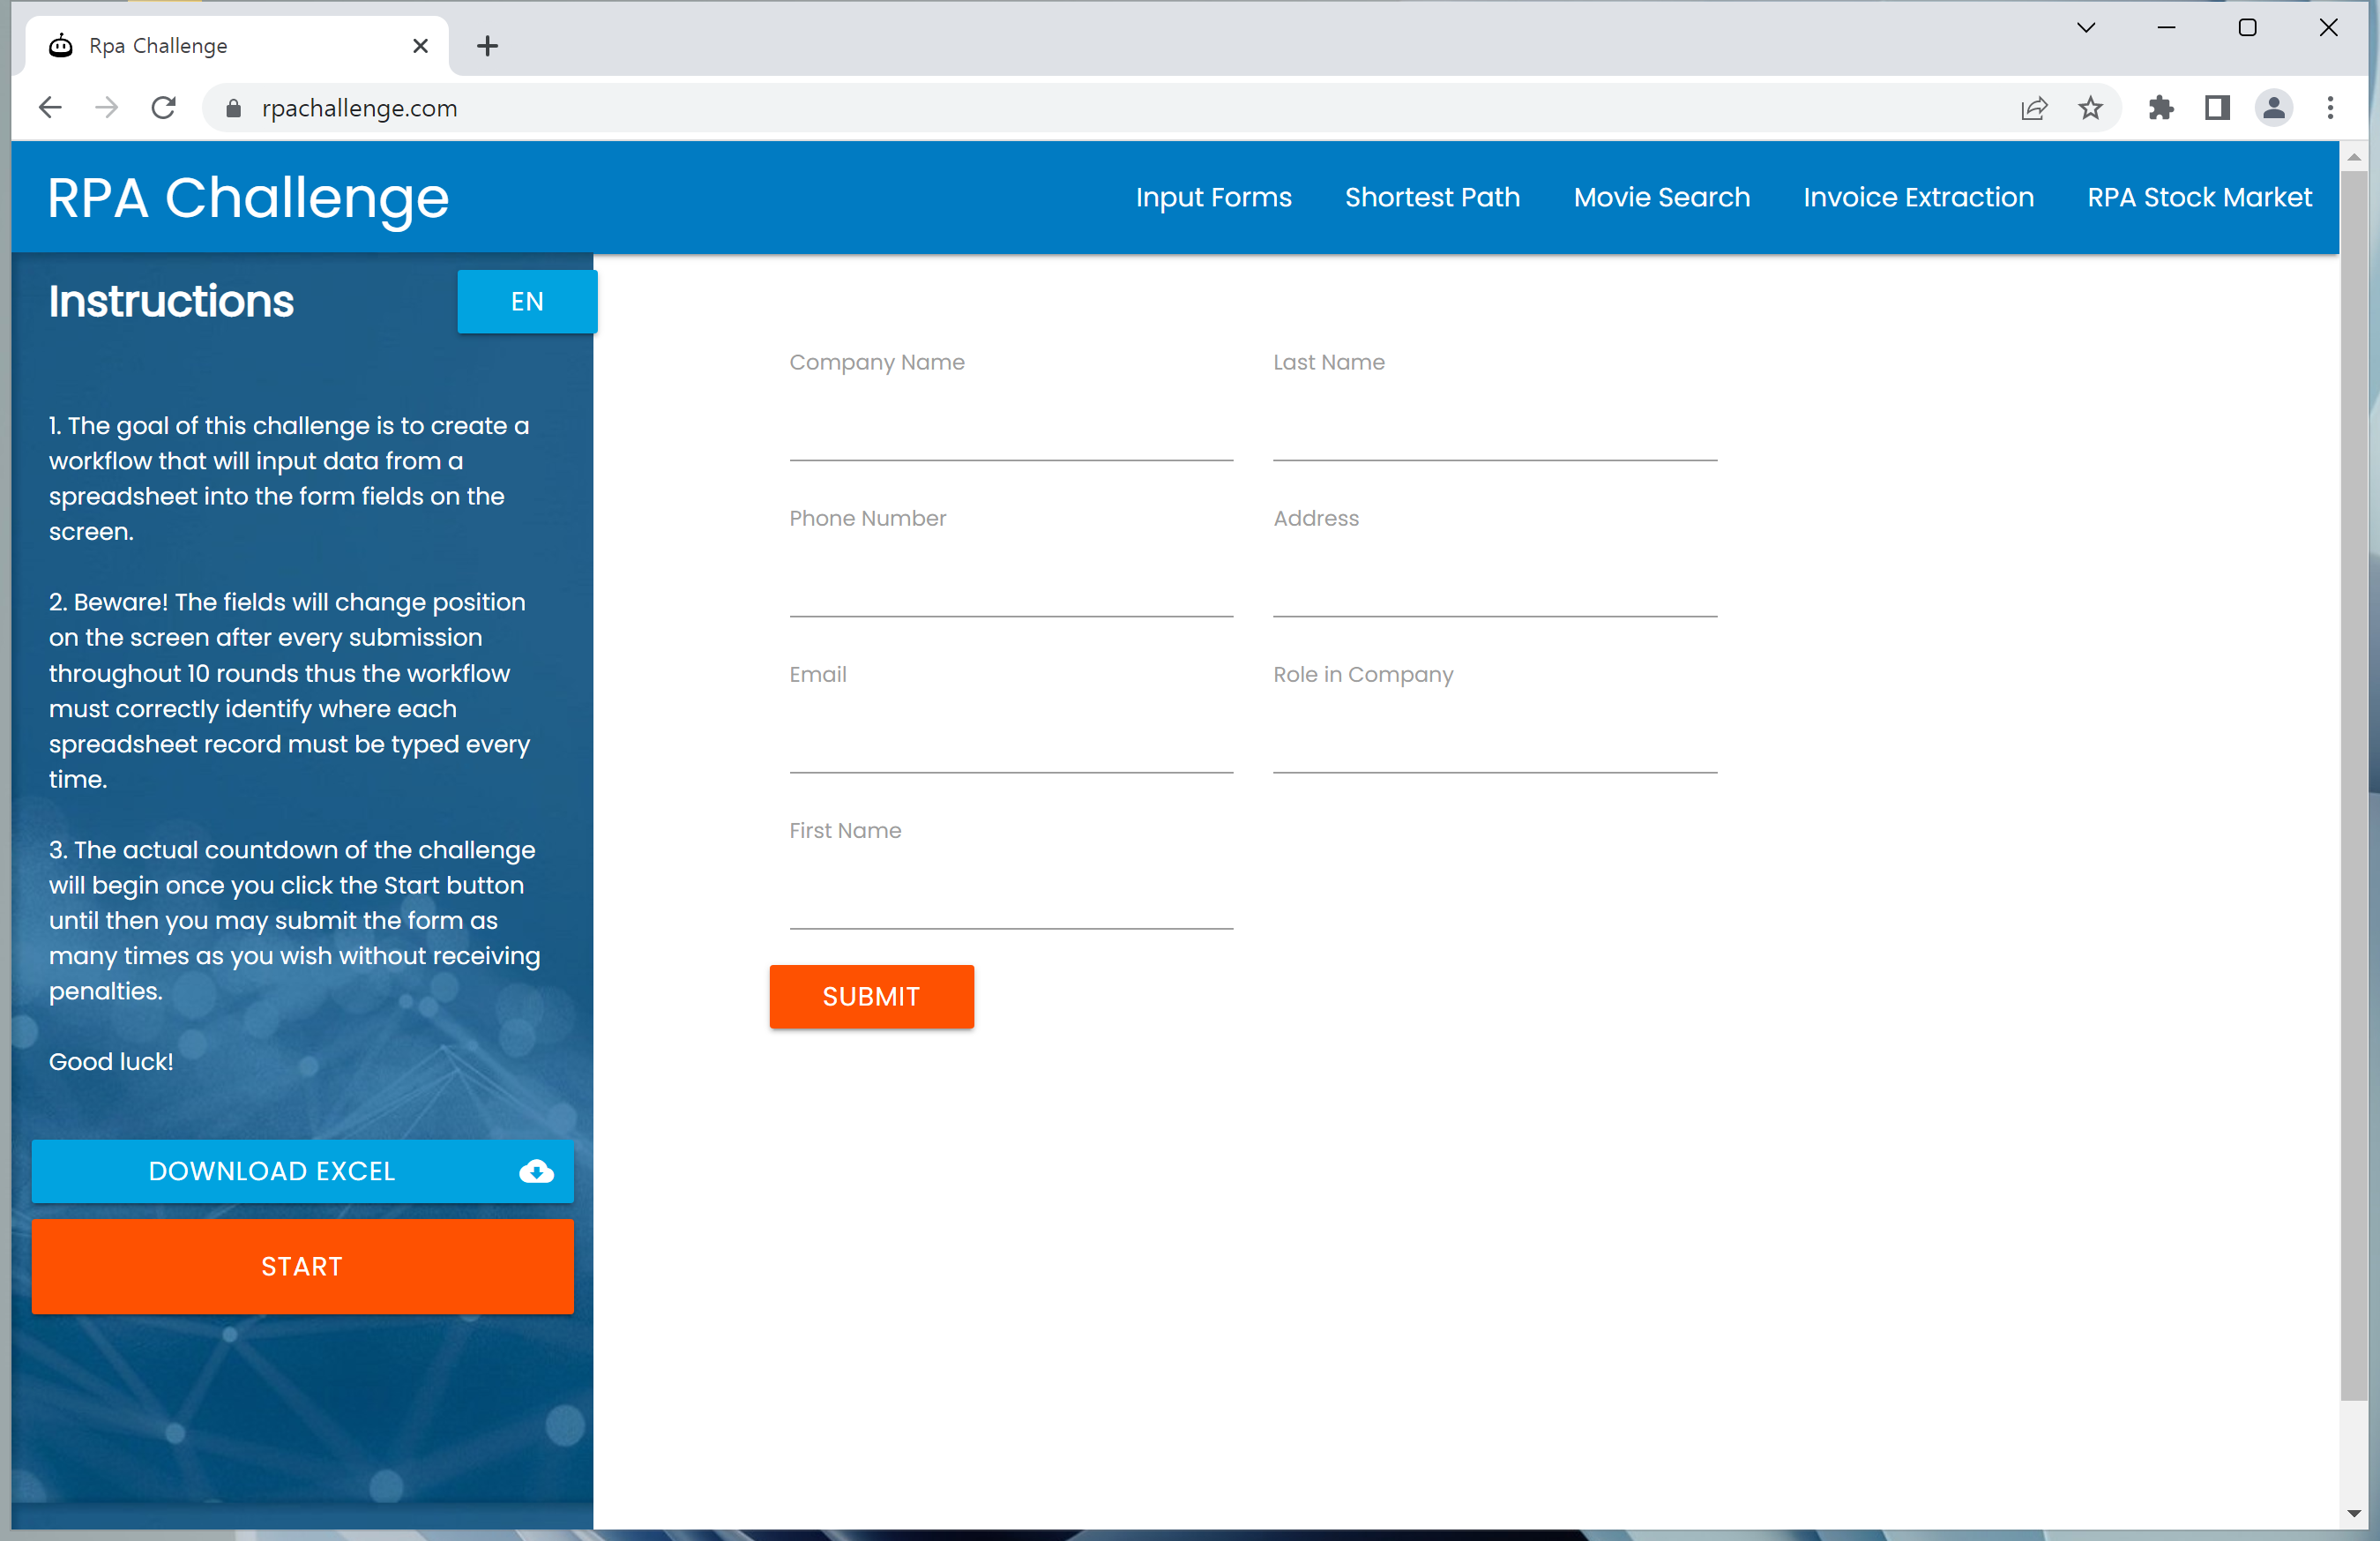 Rpa Challenge
rpachallenge.com
RPA Challenge
Input Forms Shortest Path Movie Search Invoice Extraction RPA Stock Market
Instructions
EN
1. The goal of this challenge is to create a
workflow that will input data from a
spreadsheet into the form fields on the
screen.
2. Beware! The fields will change position
on the screen after every submission
throughout 10 rounds thus the workflow
must correctly identify where each
spreadsheet record must be typed every
time.
3. The actual countdown of the challenge
will begin once you click the Start button
until then you may submit the form as
many times as you wish without receiving
penalties.
Good luck!
DOWNLOAD EXCEL
START
Company Name
Last Name
Phone Number
Address
Email
Role in Company
First Name
SUBMIT